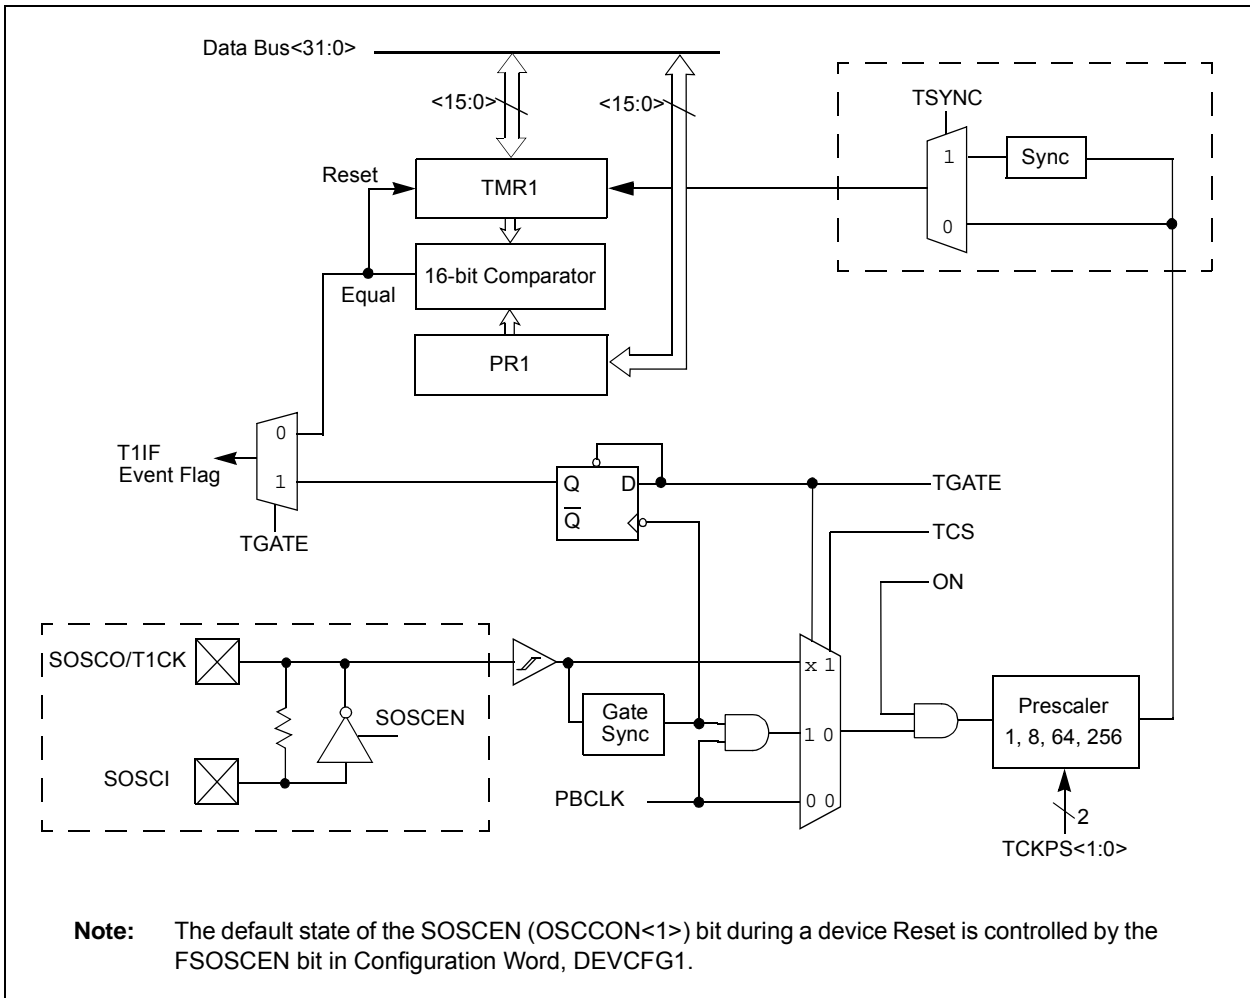 Data Bus<31:0>
<15:0>
<15:0>
TSYNC
1
Sync
Reset
TMR1
0
16-bit Comparator
Equal
PR1
0
T1IF
Event Flag
1
Q
D
Q
TGATE
TGATE
TCS
ON
SOSCO/T1CK
x 1
SOSCEN
Gate
Sync
1 0
Prescaler
1, 8, 64, 256
SOSCI
PBCLK
0 0
2
TCKPS<1:0>
Note: The default state of the SOSCEN (OSCCON<1>) bit during a device Reset is controlled by the
FSOSCEN bit in Configuration Word, DEVCFG1.